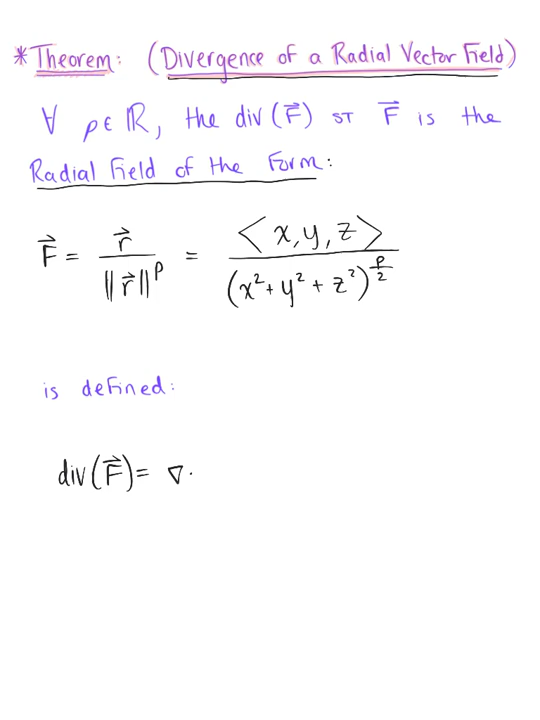 *Theorem: (Divergence of a Radial Vector Field)
∀ p∈ℝ, the div(F⃗) ST F⃗ is the
Radial Field of the Form:
F⃗ = r⃗ / ‖r⃗‖^p = <x, y, z> / (x² + y² + z²)^(p/2)
is defined:
div(F⃗) = ∇·